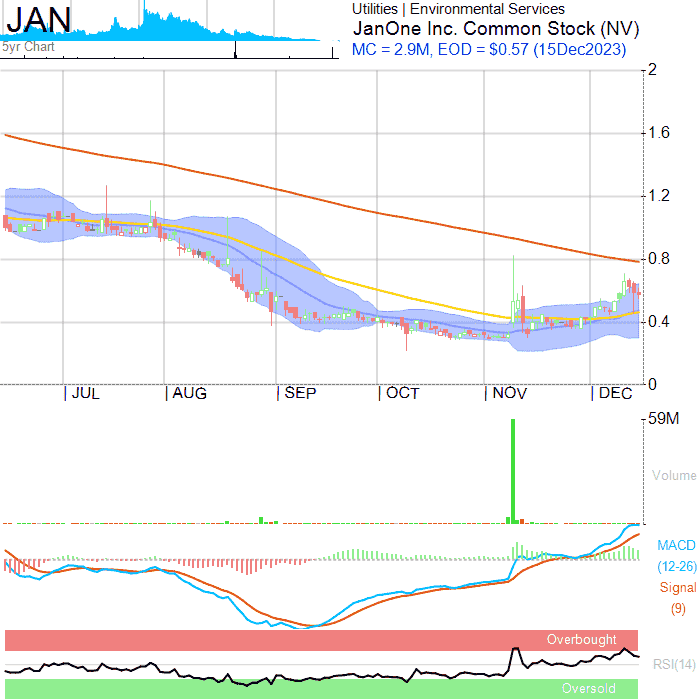 JAN
Utilities | Environmental Services
JanOne Inc. Common Stock (NV)
5yr Chart
MC = 2.9M, EOD = $0.57 (15Dec2023)
2
1.6
1.2
0.8
0.4
0
JUL AUG SEP OCT NOV DEC
59M
Volume
MACD
(12-26)
Signal
(9)
Overbought
RSI(14)
Oversold